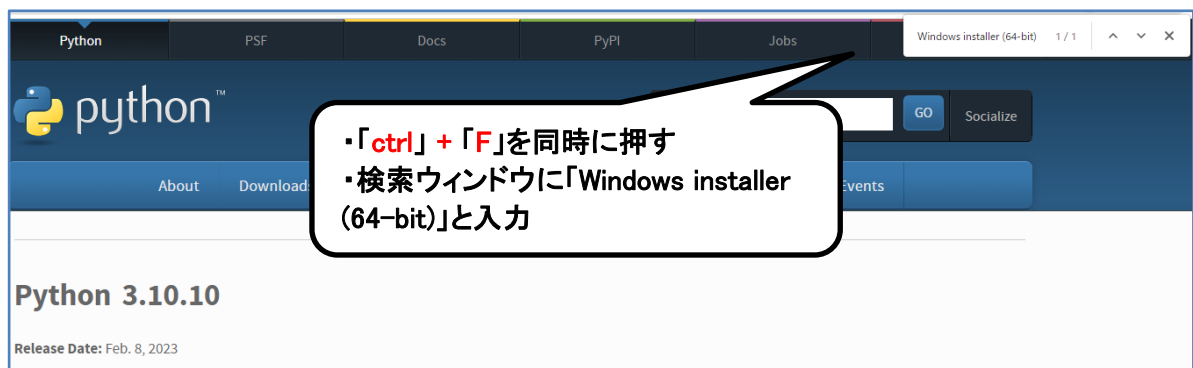 Python PSF Docs PyPI Jobs
Windows installer (64-bit) 1 / 1
python™
GO Socialize
・「ctrl」 + 「F」を同時に押す
・検索ウィンドウに「Windows installer
(64-bit)」と入力
About Download Events
Python 3.10.10
Release Date: Feb. 8, 2023